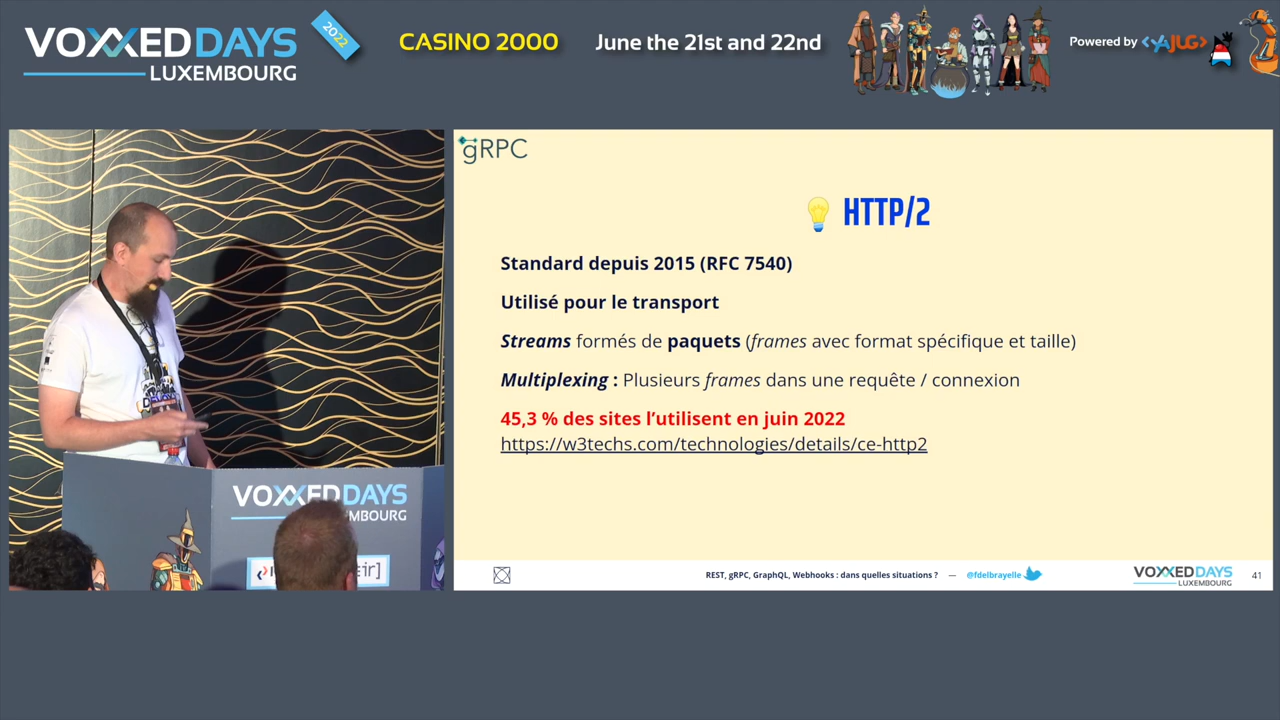 VOXXED DAYS
LUXEMBOURG
2022
CASINO 2000
June the 21st and 22nd
Powered by <YAJUG>
gRPC
HTTP/2
Standard depuis 2015 (RFC 7540)
Utilisé pour le transport
Streams formés de paquets (frames avec format spécifique et taille)
Multiplexing : Plusieurs frames dans une requête / connexion
45,3 % des sites l’utilisent en juin 2022
https://w3techs.com/technologies/details/ce-http2
VOXXED DAYS
MBOURG
eir]
REST, gRPC, GraphQL, Webhooks : dans quelles situations ? — @fdelbrayelle
VOXXED DAYS
LUXEMBOURG
41